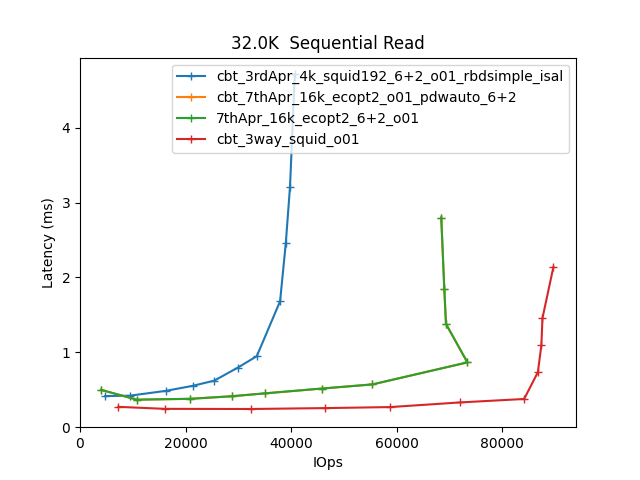 32.0K  Sequential Read
cbt_3rdApr_4k_squid192_6+2_o01_rbdsimple_isal
cbt_7thApr_16k_ecopt2_o01_pdwauto_6+2
7thApr_16k_ecopt2_6+2_o01
cbt_3way_squid_o01
Latency (ms)
4
3
2
1
0
0 20000 40000 60000 80000
IOps